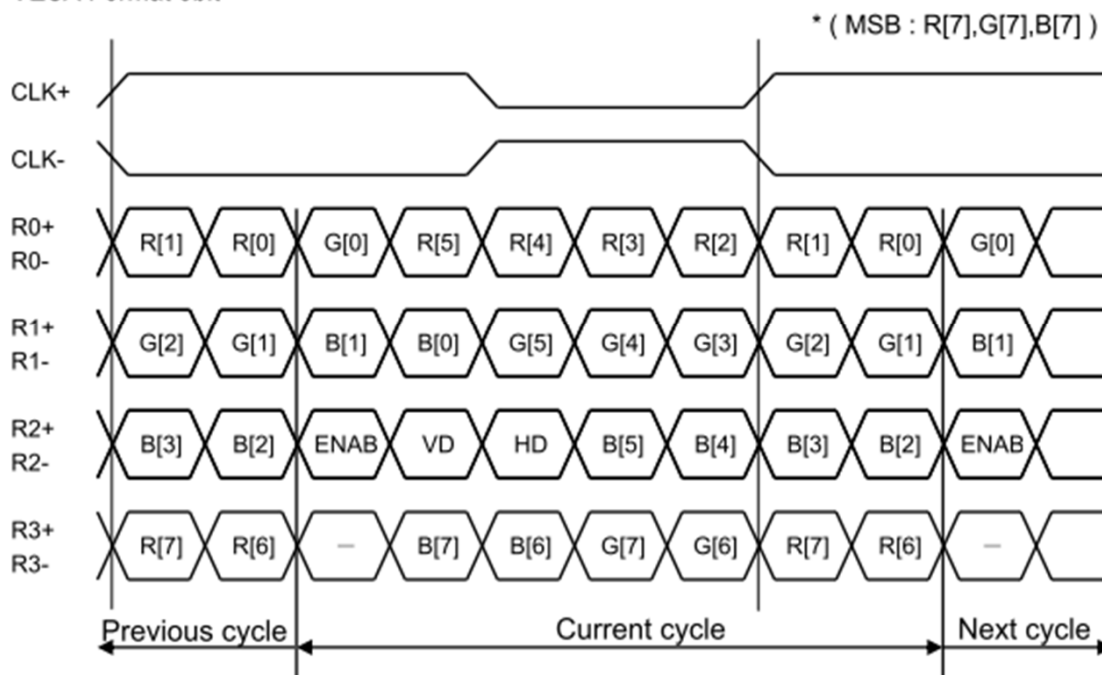 * ( MSB : R[7],G[7],B[7] )
CLK+
CLK-
R0+
R0-
R[1] R[0] G[0] R[5] R[4] R[3] R[2] R[1] R[0] G[0]
R1+
R1-
G[2] G[1] B[1] B[0] G[5] G[4] G[3] G[2] G[1] B[1]
R2+
R2-
B[3] B[2] ENAB VD HD B[5] B[4] B[3] B[2] ENAB
R3+
R3-
R[7] R[6] – B[7] B[6] G[7] G[6] R[7] R[6] –
Previous cycle Current cycle Next cycle